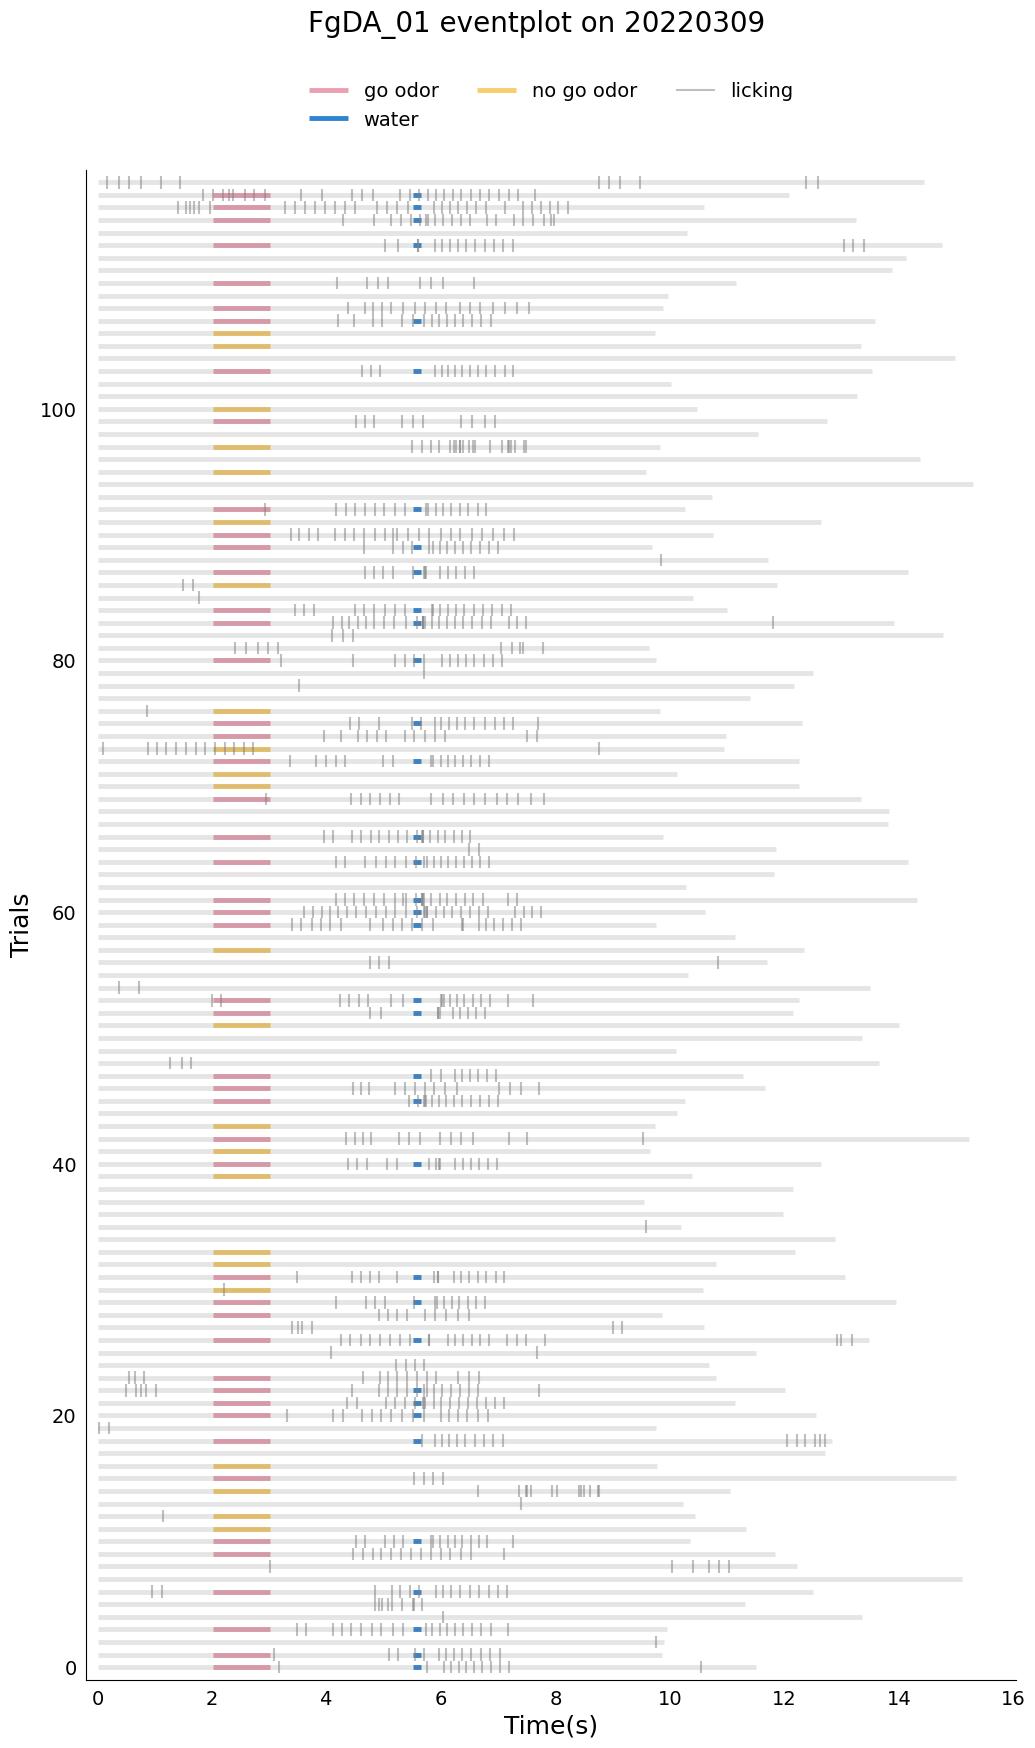 FgDA_01 eventplot on 20220309
go odor
no go odor
licking
water
100
80
60
40
20
0
Trials
0 2 4 6 8 10 12 14 16
Time(s)